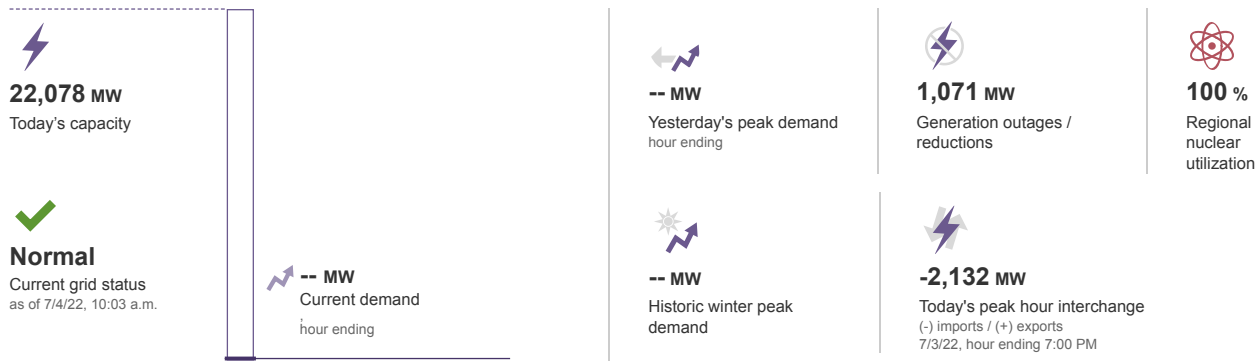 22,078 MW
Today's capacity
Normal
Current grid status
as of 7/4/22, 10:03 a.m.
-- MW
Current demand
,
hour ending
-- MW
Yesterday's peak demand
hour ending
1,071 MW
Generation outages /
reductions
100 %
Regional
nuclear
utilization
-- MW
Historic winter peak
demand
-2,132 MW
Today's peak hour interchange
(-) imports / (+) exports
7/3/22, hour ending 7:00 PM